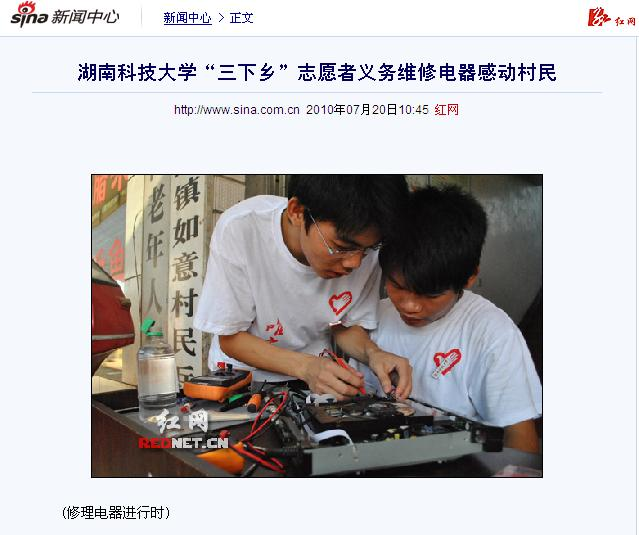 sina 新闻中心
新闻中心 > 正文
红网
湖南科技大学“三下乡”志愿者义务维修电器感动村民
http://www.sina.com.cn 2010年07月20日10:45 红网
老年人
镇如意村民
红网
REDNET.CN
(修理电器进行时)